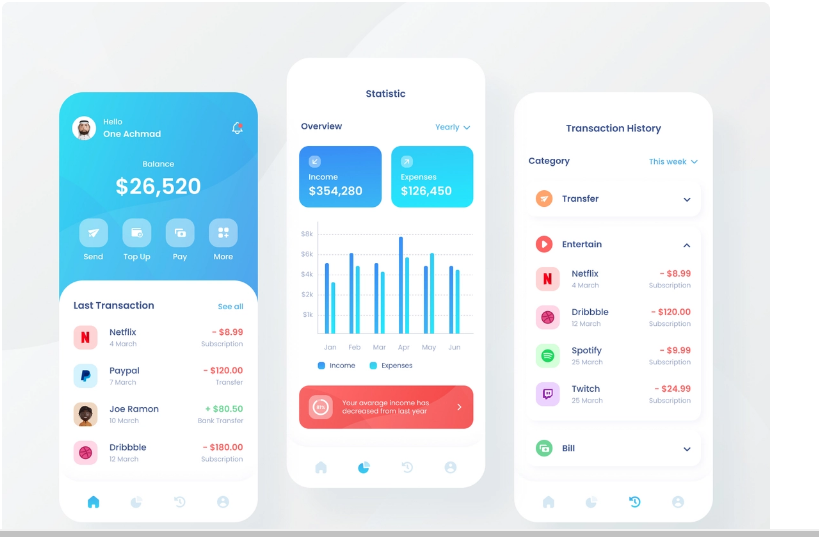 Hello
One Achmad
Balance
$26,520
Send Top Up Pay More
Last Transaction See all
Netflix - $8.99
4 March Subscription
Paypal - $120.00
7 March Transfer
Joe Ramon + $80.50
10 March Bank Transfer
Dribbble - $180.00
12 March Subscription
Statistic
Overview Yearly
Income Expenses
$354,280 $126,450
$8k
$6k
$4k
$2k
$1k
Jan Feb Mar Apr May Jun
Income Expenses
Your avarage income has
decreased from last year
Transaction History
Category This week
Transfer
Entertain
Netflix - $8.99
4 March Subscription
Dribbble - $120.00
12 March Subscription
Spotify - $9.99
25 March Subscription
Twitch - $24.99
25 March Subscription
Bill